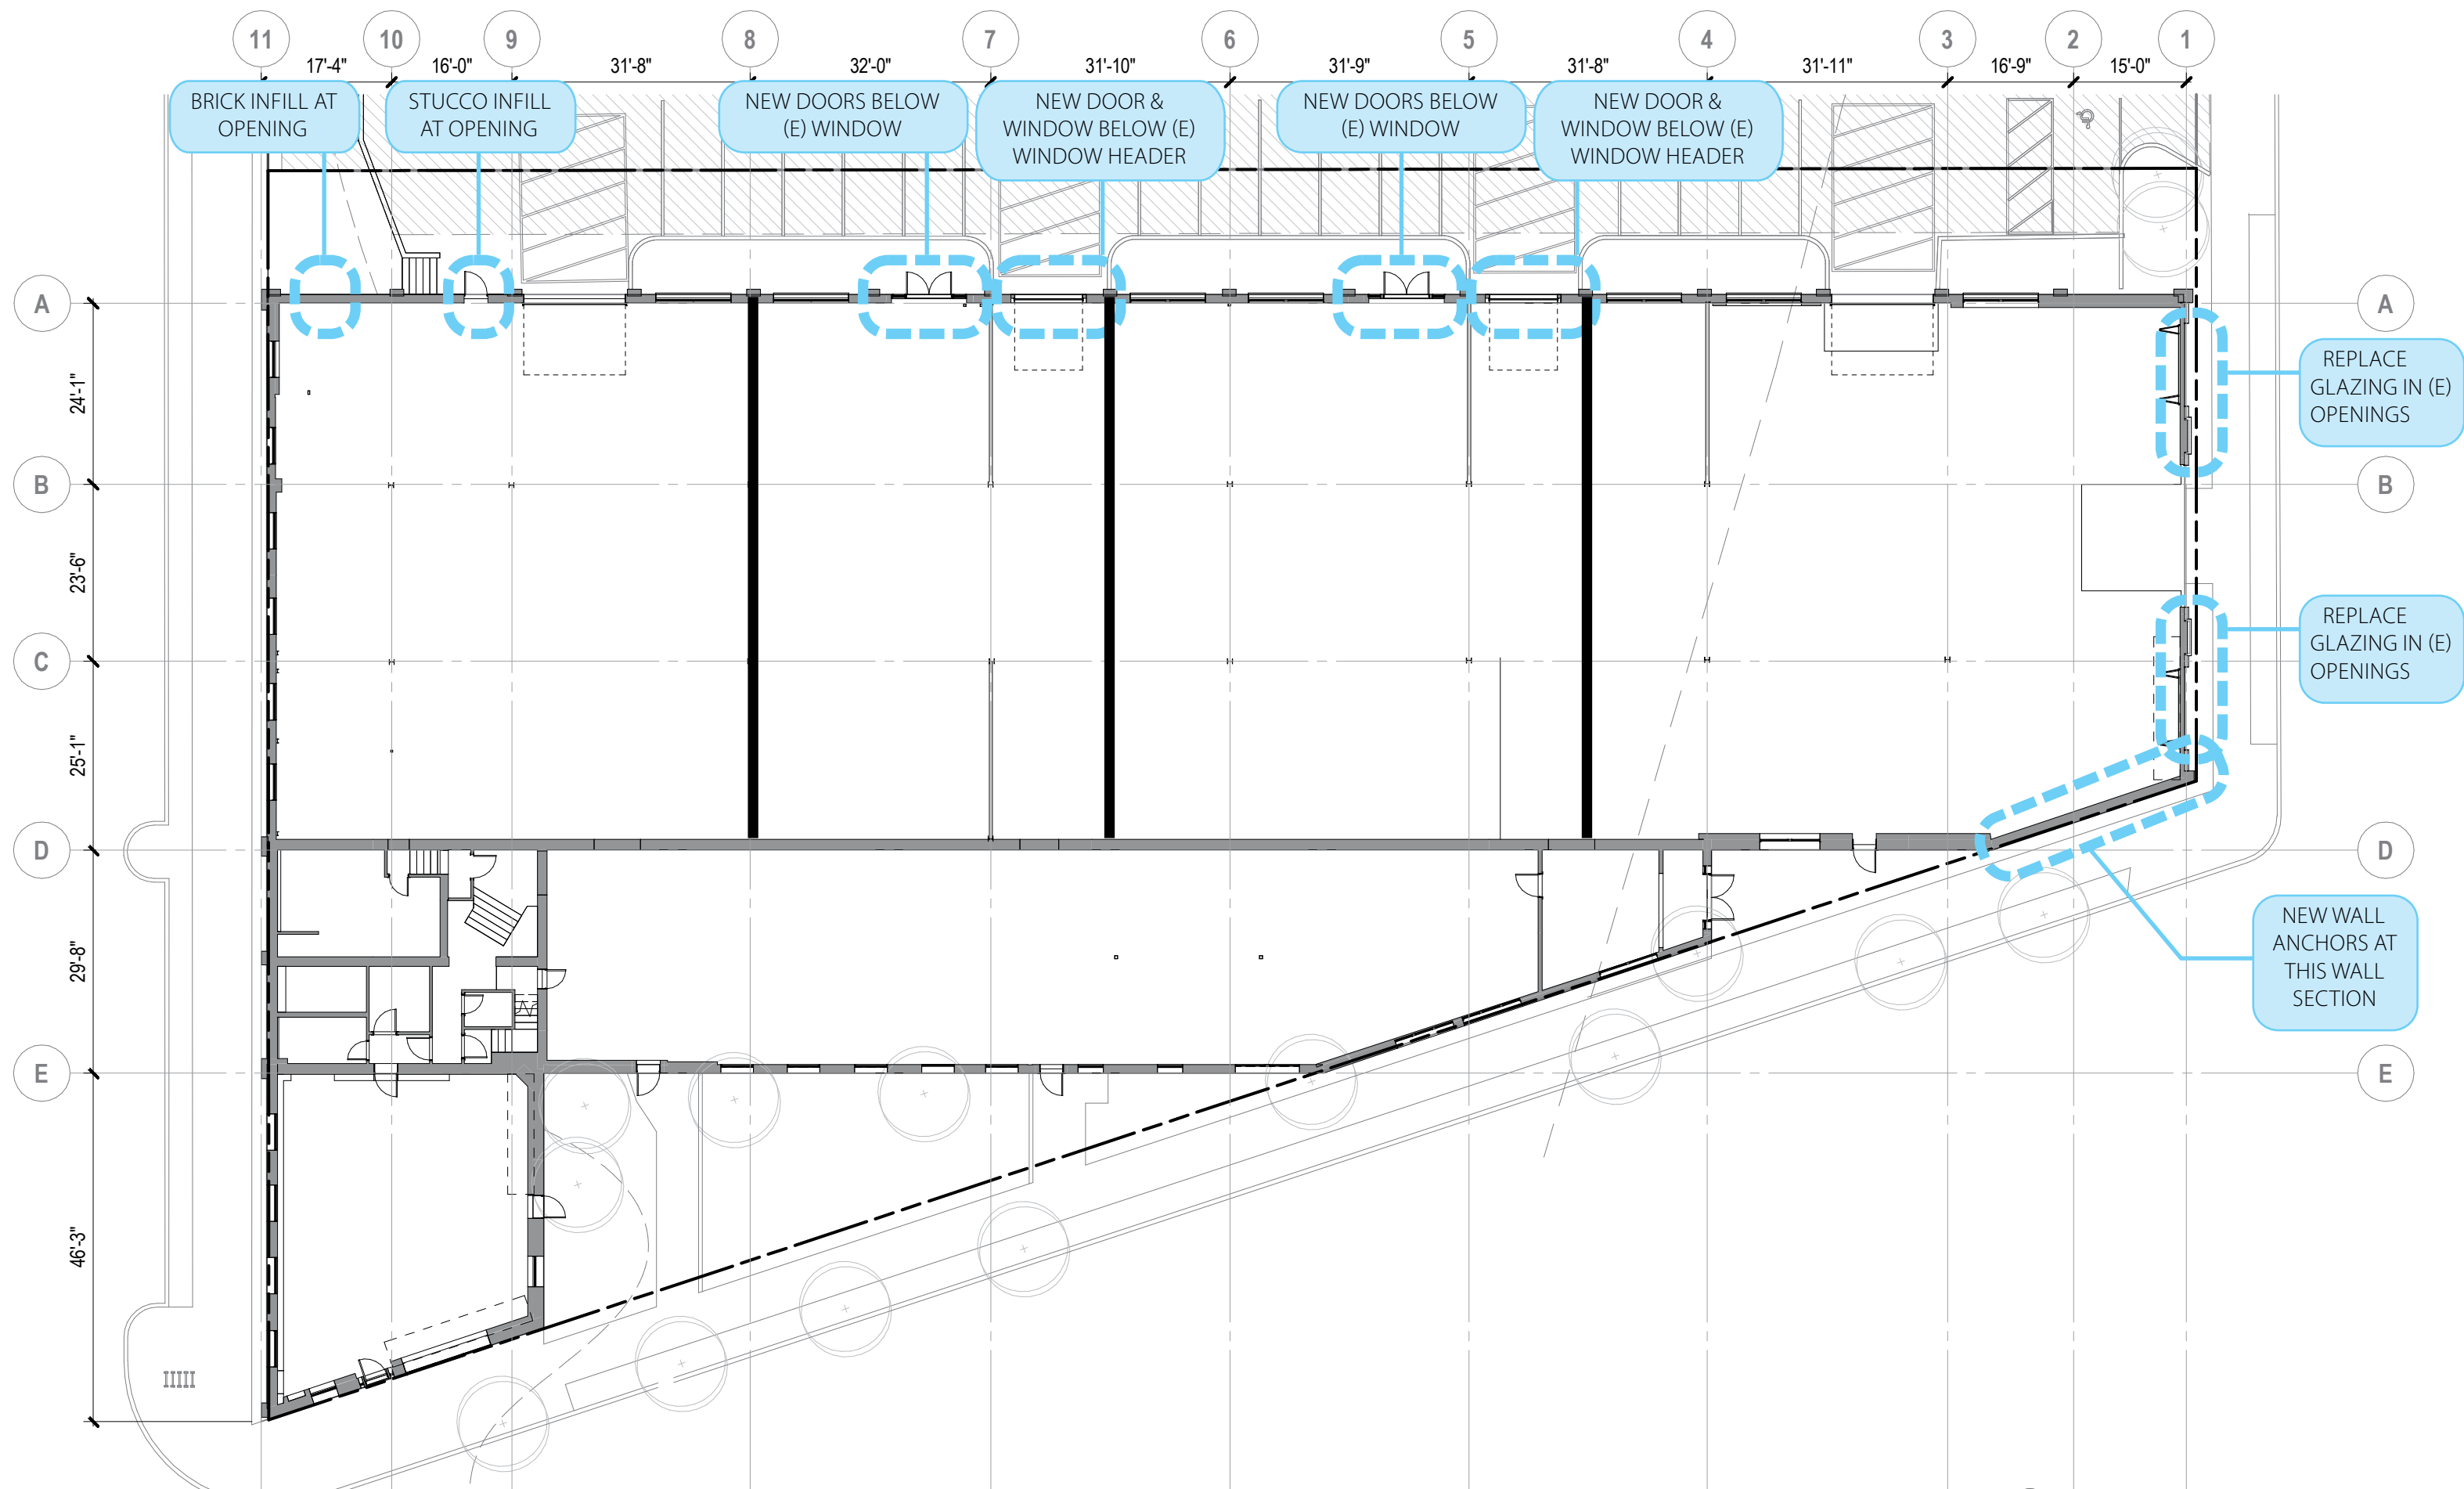 11 10 9 8 7 6 5 4 3 2 1
17'-4" 16'-0" 31'-8" 32'-0" 31'-10" 31'-9" 31'-8" 31'-11" 16'-9" 15'-0"
BRICK INFILL AT
OPENING
STUCCO INFILL
AT OPENING
NEW DOORS BELOW
(E) WINDOW
NEW DOOR &
WINDOW BELOW (E)
WINDOW HEADER
NEW DOORS BELOW
(E) WINDOW
NEW DOOR &
WINDOW BELOW (E)
WINDOW HEADER
A A
24'-1"
REPLACE
GLAZING IN (E)
OPENINGS
B B
23'-6"
REPLACE
GLAZING IN (E)
OPENINGS
C
25'-1"
D D
29'-8"
NEW WALL
ANCHORS AT
THIS WALL
SECTION
E E
46'-3"